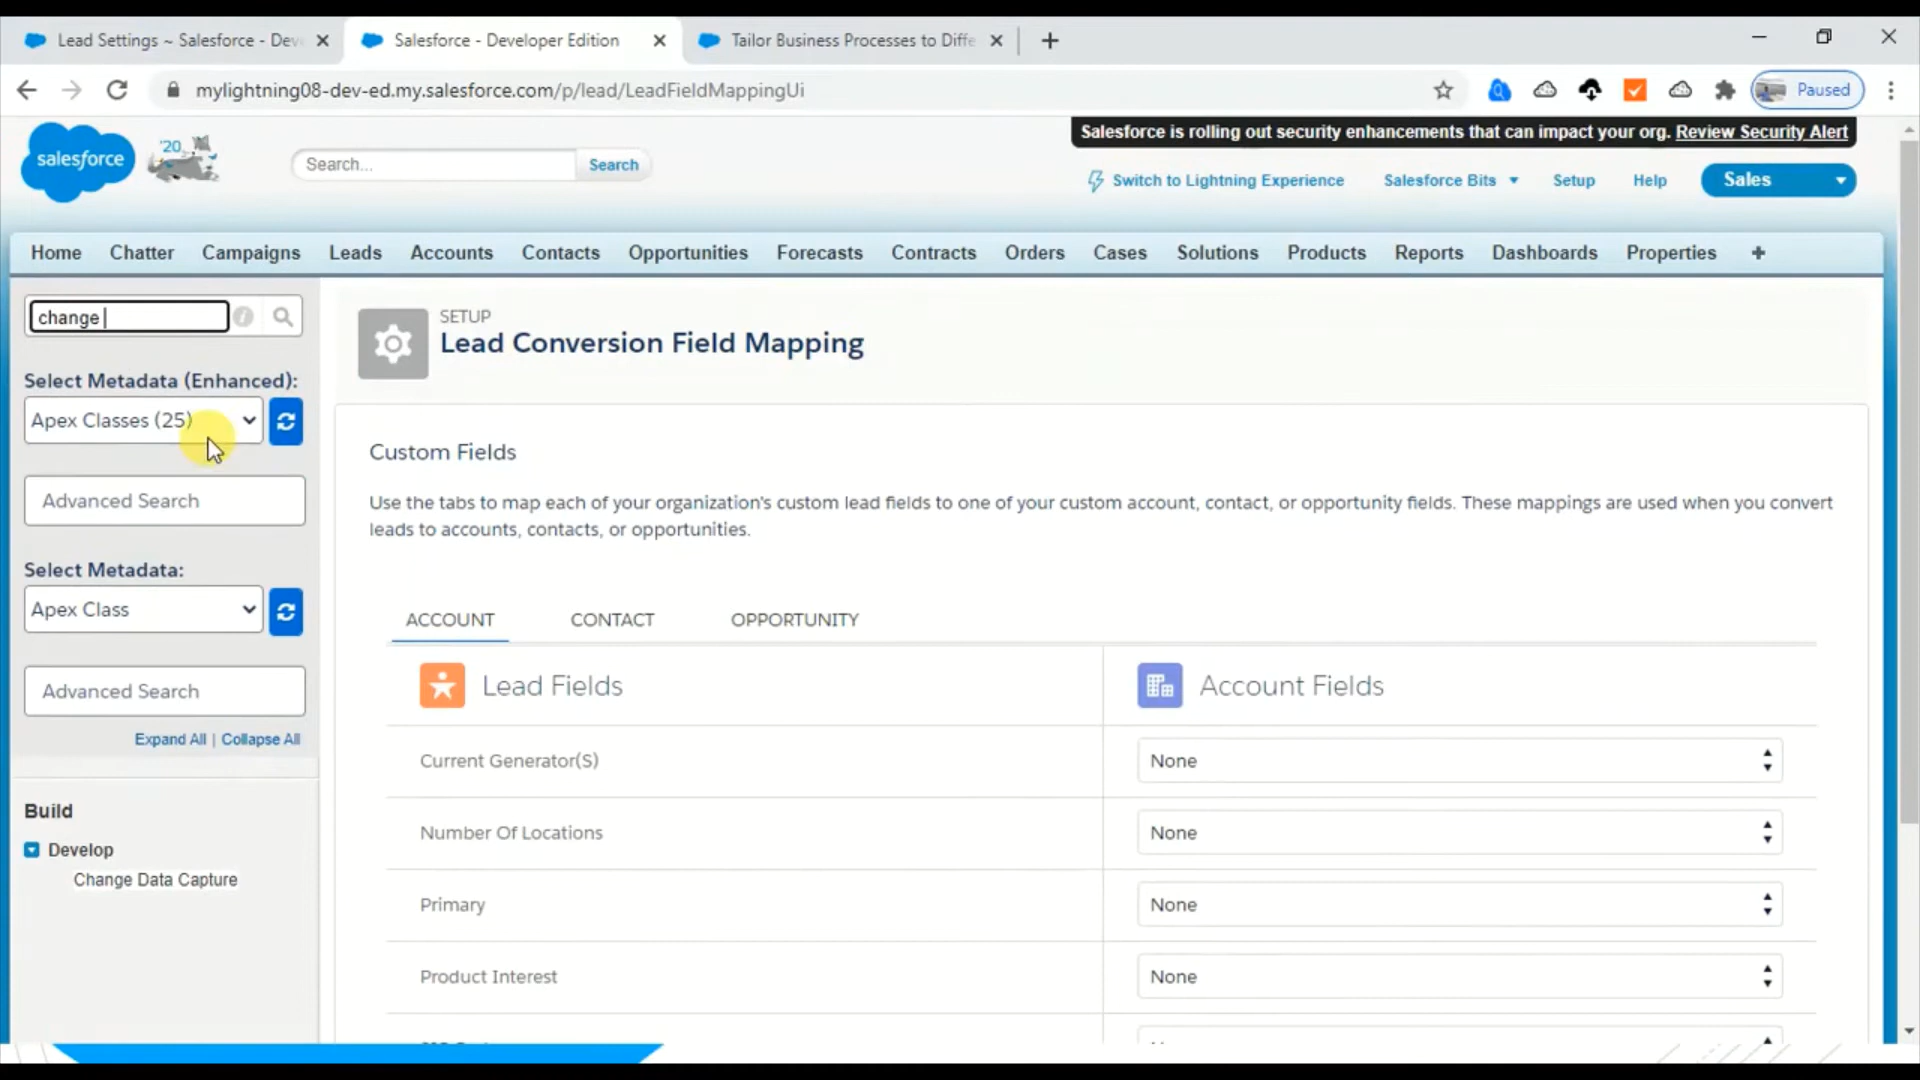 Lead Settings ~ Salesforce - Deve
Salesforce - Developer Edition
Tailor Business Processes to Diffe
mylightning08-dev-ed.my.salesforce.com/p/lead/LeadFieldMappingUi
Paused
salesforce
'20
Search...
Search
Salesforce is rolling out security enhancements that can impact your org. Review Security Alert
Switch to Lightning Experience
Salesforce Bits
Setup
Help
Sales
Home Chatter Campaigns Leads Accounts Contacts Opportunities Forecasts Contracts Orders Cases Solutions Products Reports Dashboards Properties +
change
Select Metadata (Enhanced):
Apex Classes (25)
Advanced Search
Select Metadata:
Apex Class
Advanced Search
Expand All | Collapse All
Build
Develop
Change Data Capture
SETUP
Lead Conversion Field Mapping
Custom Fields
Use the tabs to map each of your organization's custom lead fields to one of your custom account, contact, or opportunity fields. These mappings are used when you convert
leads to accounts, contacts, or opportunities.
ACCOUNT CONTACT OPPORTUNITY
Lead Fields Account Fields
Current Generator(S) None
Number Of Locations None
Primary None
Product Interest None